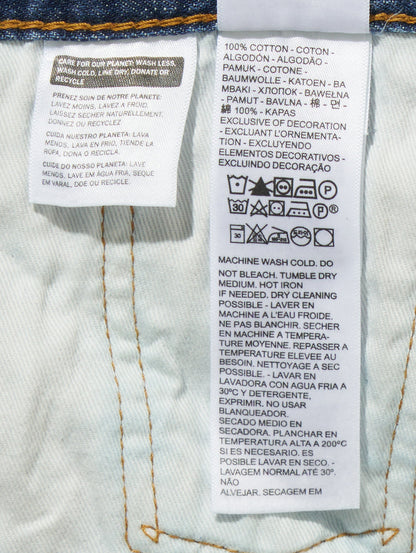 CARE FOR OUR PLANET: WASH LESS,
WASH COLD, LINE DRY, DONATE OR
RECYCLE
PRENEZ SOIN DE NOTRE PLANETE:
LAVEZ MOINS, LAVEZ A FROID,
LAISSEZ SECHER NATURELLEMENT,
DONNEZ OU RECYCLEZ
CUIDA NUESTRO PLANETA: LAVA
MENOS, LAVA EN FRIO, TIENDE LA
ROPA, DONA O RECICLA.
CUIDE DO NOSSO PLANETA: LAVE
MENOS, LAVE EM ÁGUA FRIA, SEQUE
EM VARAL, DOE OU RECICLE.
100% COTTON - COTON -
ALGODÓN - ALGODÃO -
PAMUK - COTONE -
BAUMWOLLE - KATOEN - BA
MBAKI - ХЛОПОК - BAWEŁNA
- PAMUT - BAVLNA - 棉 - 면 -
綿 100% - KAPAS
EXCLUSIVE OF DECORATION
- EXCLUANT L'ORNEMENTA-
TION - EXCLUYENDO
ELEMENTOS DECORATIVOS -
EXCLUINDO DECORAÇÃO
P
30 P
30
MACHINE WASH COLD. DO
NOT BLEACH. TUMBLE DRY
MEDIUM. HOT IRON
IF NEEDED. DRY CLEANING
POSSIBLE - LAVER EN
MACHINE A L'EAU FROIDE.
NE PAS BLANCHIR. SECHER
EN MACHINE A TEMPERA-
TURE MOYENNE. REPASSER A
TEMPERATURE ELEVEE AU
BESOIN. NETTOYAGE A SEC
POSSIBLE. - LAVAR EN
LAVADORA CON AGUA FRIA A
30ºC Y DETERGENTE,
EXPRIMIR. NO USAR
BLANQUEADOR.
SECADO MEDIO EN
SECADORA. PLANCHAR EN
TEMPERATURA ALTA A 200ºC
SI ES NECESARIO. ES
POSIBLE LAVAR EN SECO. -
LAVAGEM NORMAL ATÉ 30º.
NÃO
ALVEJAR. SECAGEM EM